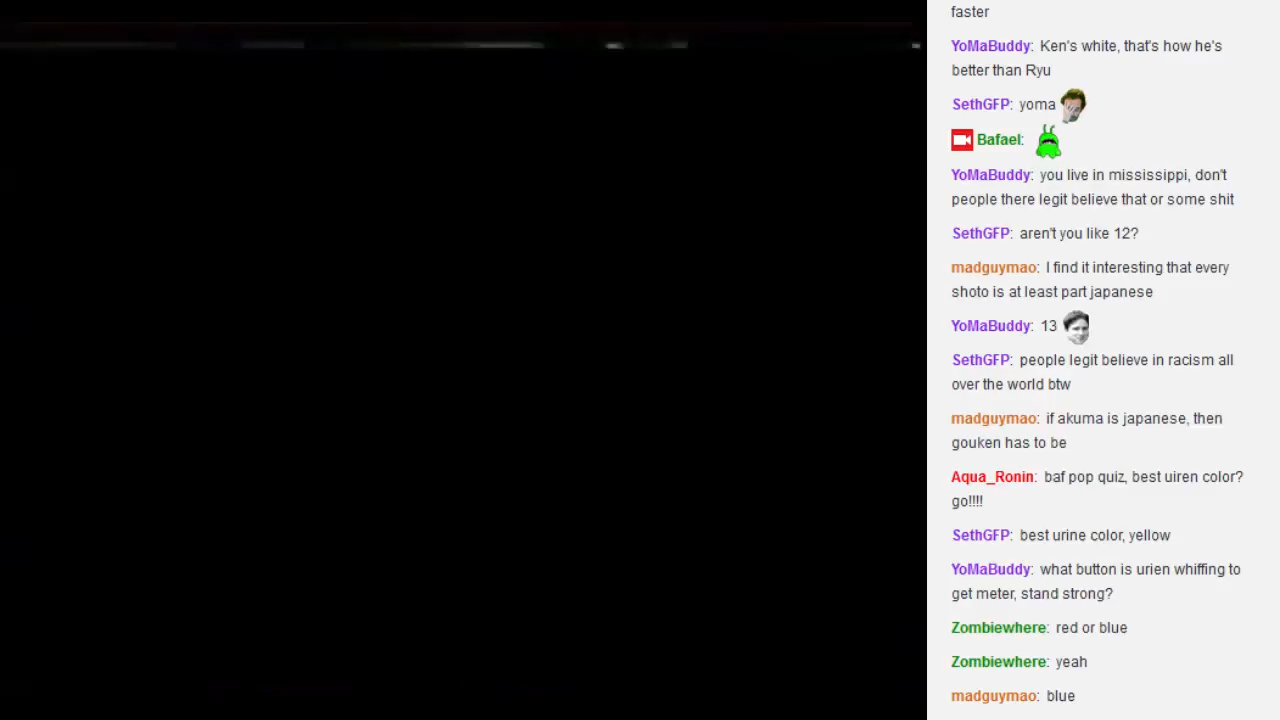 faster
YoMaBuddy: Ken's white, that's how he's
better than Ryu
SethGFP: yoma
Bafael:
YoMaBuddy: you live in mississippi, don't
people there legit believe that or some shit
SethGFP: aren't you like 12?
madguymao: I find it interesting that every
shoto is at least part japanese
YoMaBuddy: 13
SethGFP: people legit believe in racism all
over the world btw
madguymao: if akuma is japanese, then
gouken has to be
Aqua_Ronin: baf pop quiz, best uiren color?
go!!!!
SethGFP: best urine color, yellow
YoMaBuddy: what button is urien whiffing to
get meter, stand strong?
Zombiewhere: red or blue
Zombiewhere: yeah
madguymao: blue